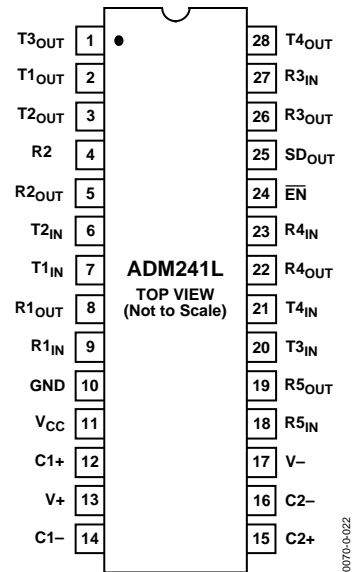 T3OUT 1 28 T4OUT
T1OUT 2 27 R3IN
T2OUT 3 26 R3OUT
R2 4 25 SDOUT
R2OUT 5 24 EN
T2IN 6 23 R4IN
T1IN 7 22 R4OUT
ADM241L
TOP VIEW
(Not to Scale)
R1OUT 8 21 T4IN
R1IN 9 20 T3IN
GND 10 19 R5OUT
VCC 11 18 R5IN
C1+ 12 17 V–
V+ 13 16 C2–
C1– 14 15 C2+
0070-0-022